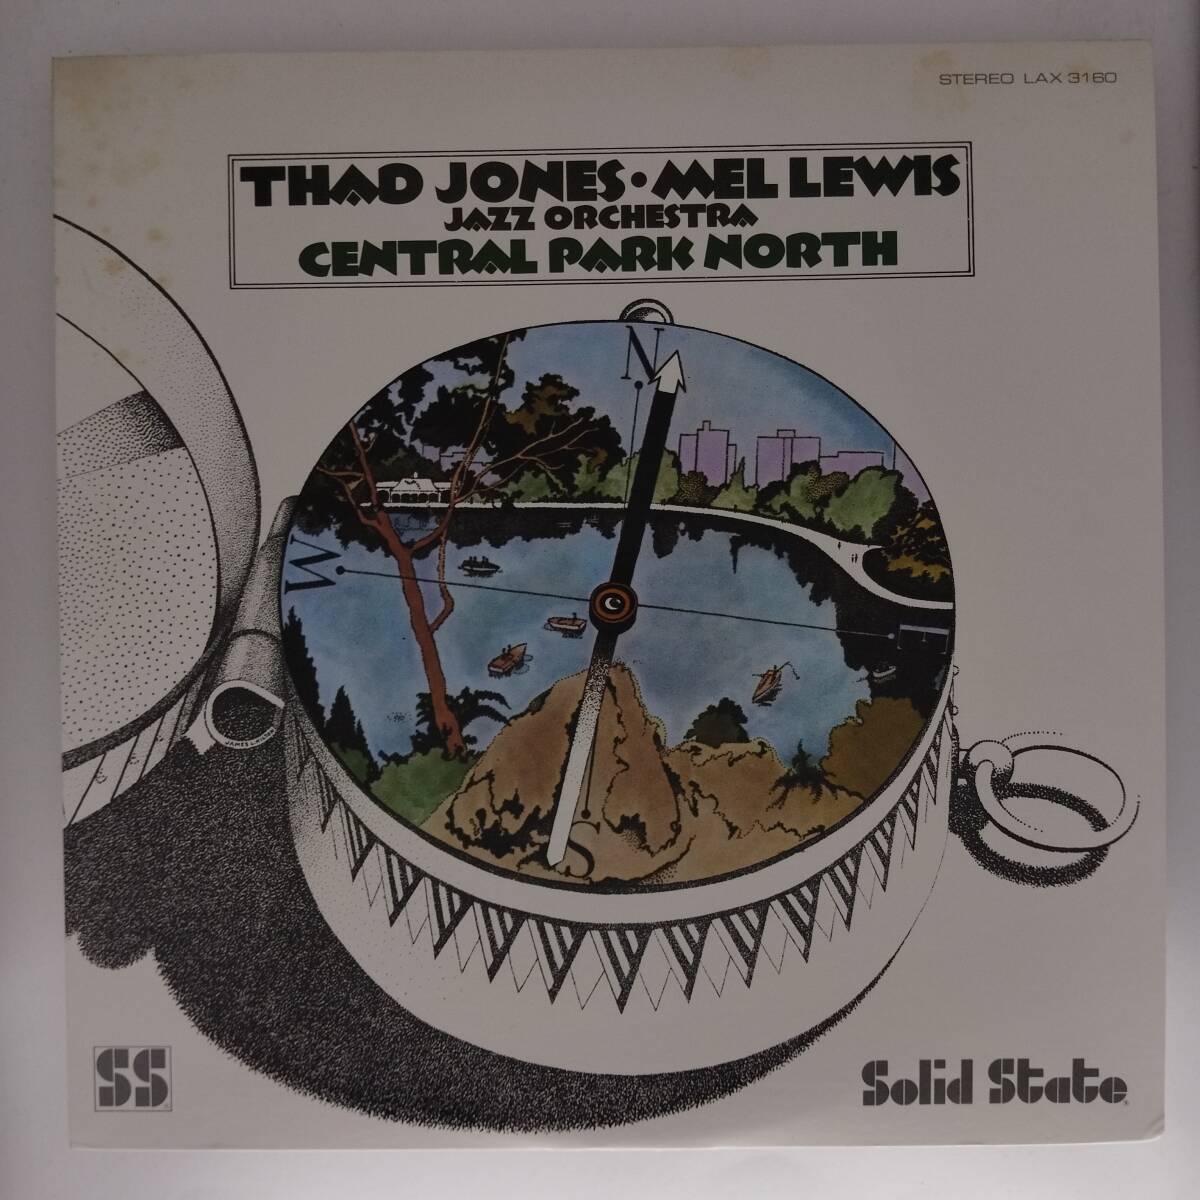 STEREO LAX 3160
THAD JONES • MEL LEWIS
JAZZ ORCHESTRA
CENTRAL PARK NORTH
N
W
E
S
SS
Solid State